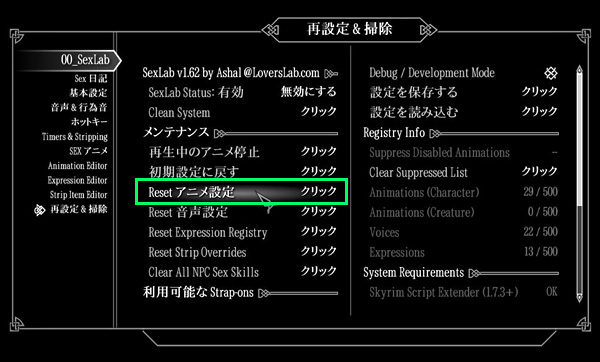 再設定 & 掃除
00_SexLab
Sex 日記
基本設定
音声 & 行為音
ホットキー
Timers & Stripping
SEX アニメ
Animation Editor
Expression Editor
Strip Item Editor
再設定 & 掃除
SexLab v1.62 by Ashal @LoversLab.com
SexLab Status: 有効 無効にする
Clean System クリック
メンテナンス
再生中のアニメ停止 クリック
初期設定に戻す クリック
Reset アニメ設定 クリック
Reset 音声設定 クリック
Reset Expression Registry クリック
Reset Strip Overrides クリック
Clear All NPC Sex Skills クリック
利用可能な Strap-ons
Debug / Development Mode
設定を保存する クリック
設定を読み込む クリック
Registry Info
Suppress Disabled Animations -
Clear Suppressed List クリック
Animations (Character) 29 / 500
Animations (Creature) 0 / 500
Voices 22 / 500
Expressions 13 / 500
System Requirements
Skyrim Script Extender (1.7.3+) OK